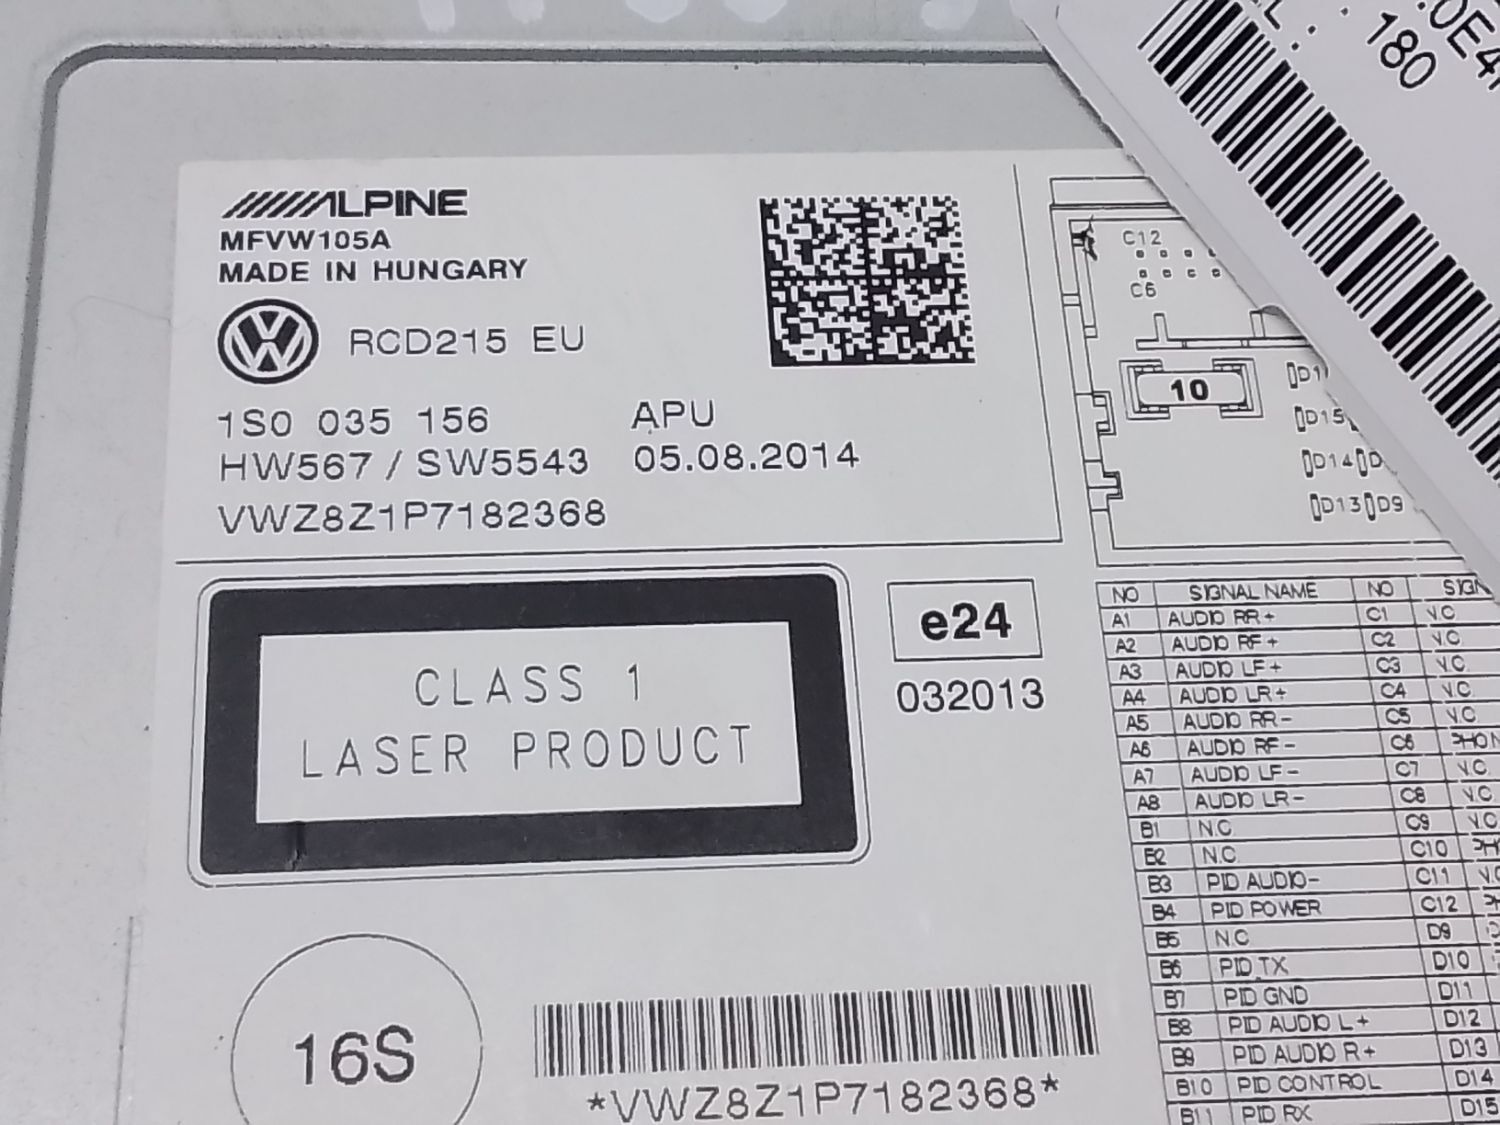 ALPINE
MFVW105A
MADE IN HUNGARY
RCD215 EU
1S0 035 156 APU
HW567 / SW5543 05.08.2014
VWZ8Z1P7182368
CLASS 1
LASER PRODUCT
e24
032013
16S
*VWZ8Z1P7182368*
180
C12
C6
10
D15
D14
D13 D9
NO SIGNAL NAME NO
A1 AUDIO RR+ C1 V.C
A2 AUDIO RF+ C2 V.C
A3 AUDIO LF+ C3 V.C
A4 AUDIO LR+ C4 V.C
A5 AUDIO RR- C5 V.C
A6 AUDIO RF- C6
A7 AUDIO LF- C7 V.C
A8 AUDIO LR- C8 V.C
B1 N.C C9 V.C
B2 N.C C10
B3 PID AUDIO- C11
B4 PID POWER C12
B5 N.C D9
B6 PID TX D10
B7 PID GND D11
B8 PID AUDIO L+ D12
B9 PID AUDIO R+ D13
B10 PID CONTROL D14
B11 PID RX D15